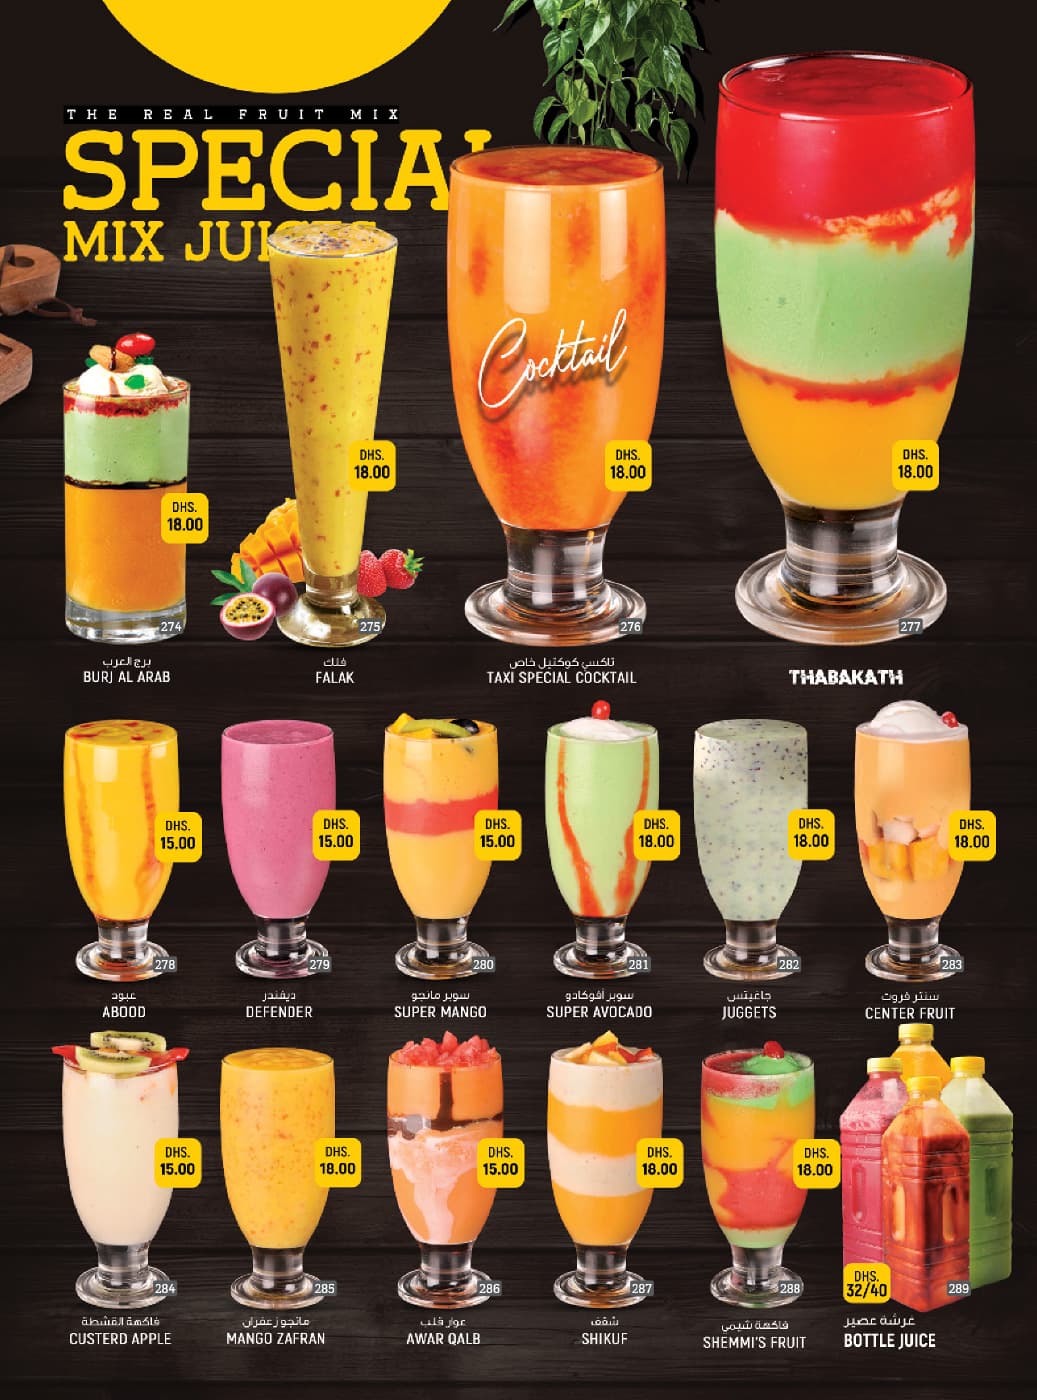 THE REAL FRUIT MIX
SPECIAL
MIX JUICES
Cocktail
DHS.
18.00
274
برج العرب
BURJ AL ARAB
DHS.
18.00
275
فلك
FALAK
DHS.
18.00
276
تاكسي كوكتيل خاص
TAXI SPECIAL COCKTAIL
DHS.
18.00
277
THABAKATH
DHS.
15.00
278
عبود
ABOOD
DHS.
15.00
279
ديفندر
DEFENDER
DHS.
15.00
280
سوبر مانجو
SUPER MANGO
DHS.
18.00
281
سوبر أفوكادو
SUPER AVOCADO
DHS.
18.00
282
جاغيتس
JUGGETS
DHS.
18.00
283
سنتر فروت
CENTER FRUIT
DHS.
15.00
284
فاكهة القشطة
CUSTERD APPLE
DHS.
18.00
285
مانجو زعفران
MANGO ZAFRAN
DHS.
15.00
286
عوار قلب
AWAR QALB
DHS.
18.00
287
شقف
SHIKUF
DHS.
18.00
288
فاكهة شيمي
SHEMMI'S FRUIT
DHS.
32/40
289
غرشة عصير
BOTTLE JUICE